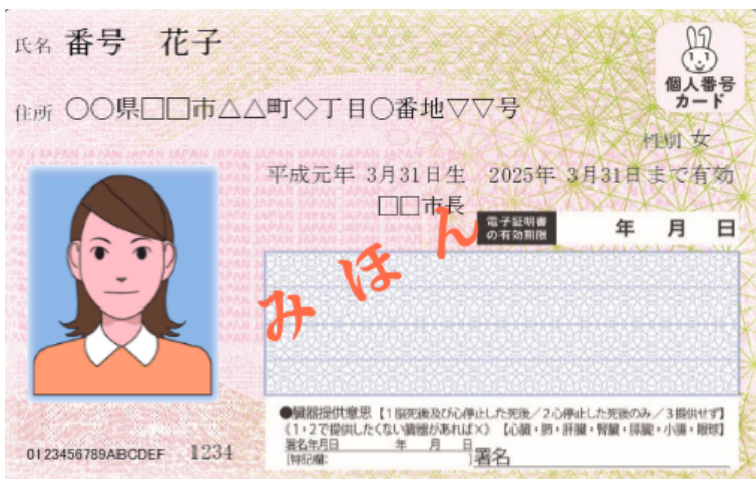 氏名 番号 花子
個人番号
カード
住所 〇〇県□□市△△町◇丁目〇番地▽▽号
性別 女
平成元年 3月31日生 2025年 3月31日まで有効
□□市長
電子証明書
の有効期限 年 月 日
みほん
●臓器提供意思【1脳死後及び心停止した死後/2心停止した死後のみ/3提供せず】
《1・2で提供したくない臓器があれば×》【心臓・肺・肝臓・腎臓・膵臓・小腸・眼球】
署名年月日 年 月 日
[特記欄: ]署名
0123456789ABCDEF 1234